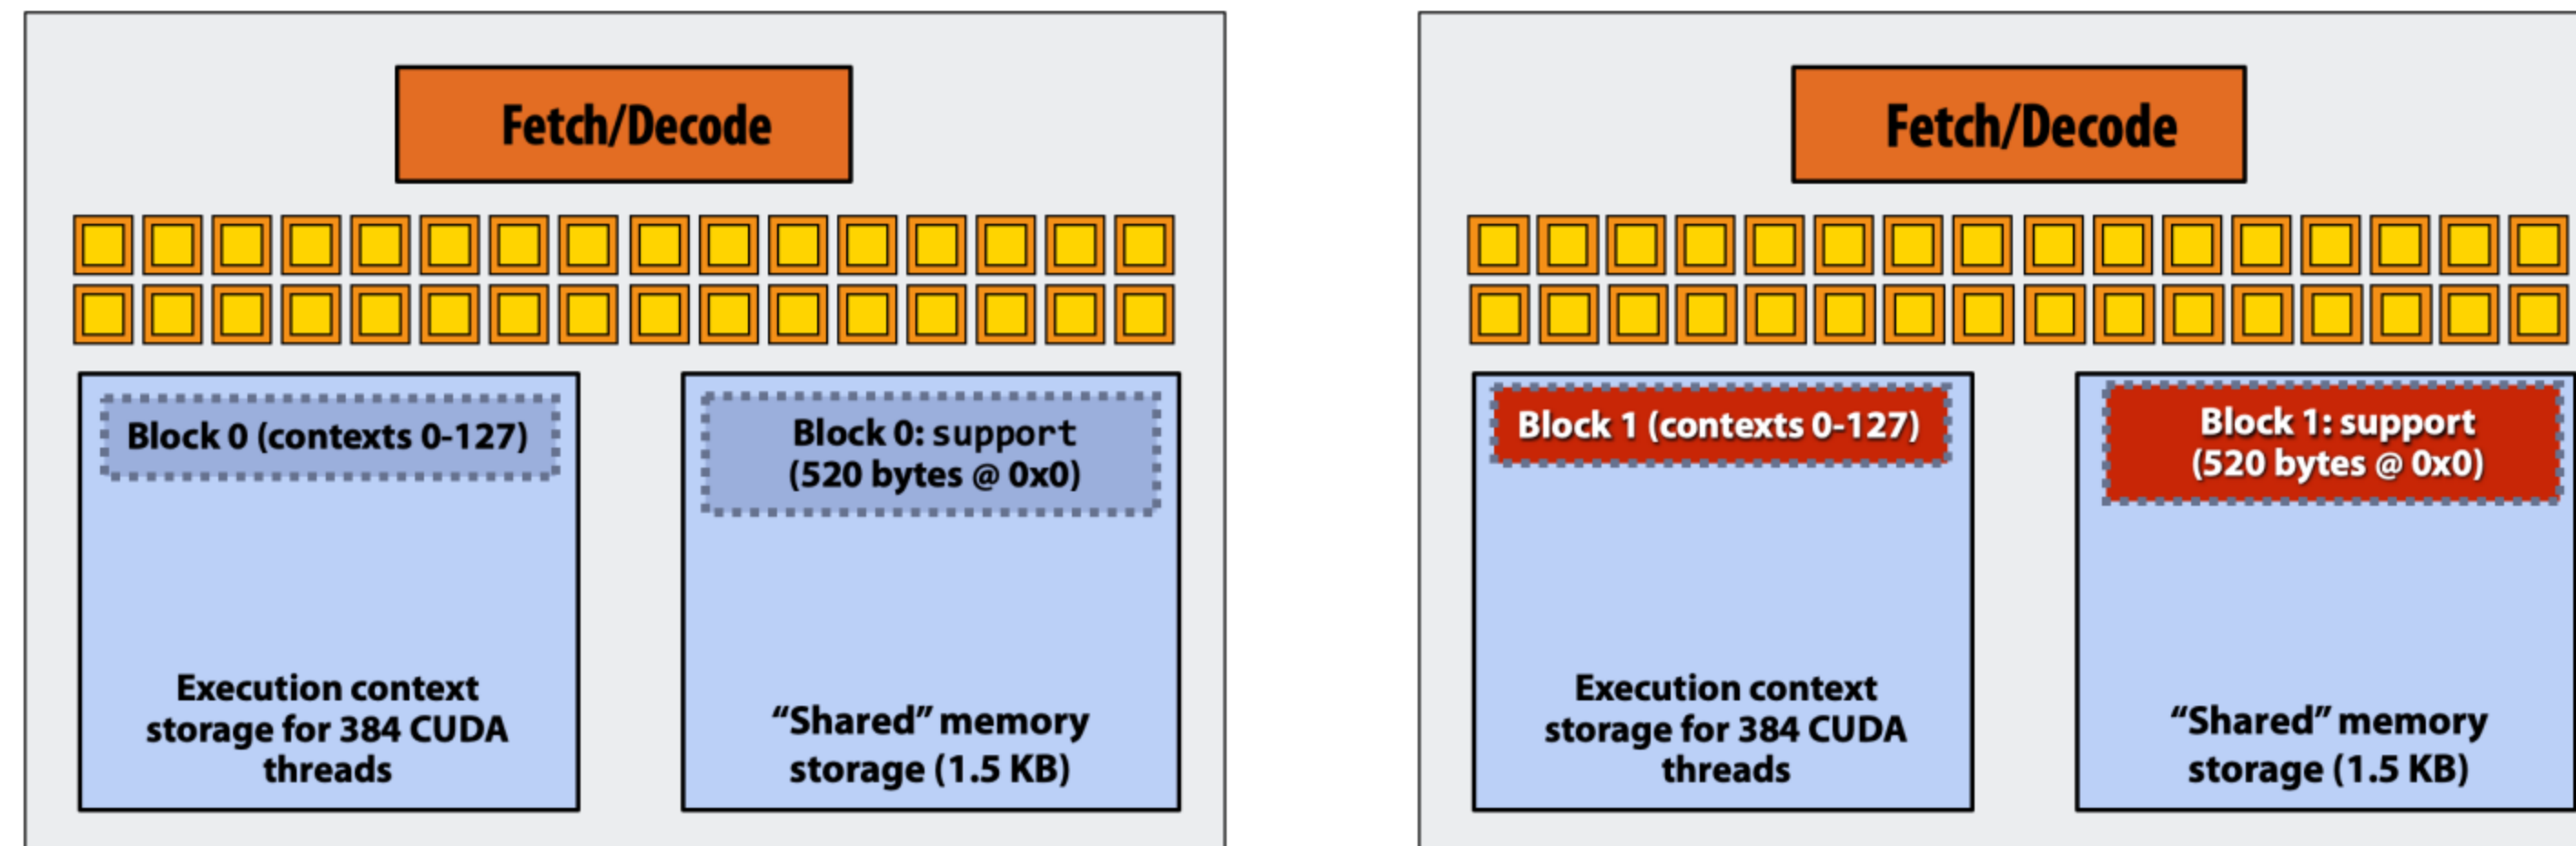 Fetch/Decode
Block 0 (contexts 0-127)
Execution context
storage for 384 CUDA
threads
Block 0: support
(520 bytes @ 0x0)
“Shared” memory
storage (1.5 KB)
Fetch/Decode
Block 1 (contexts 0-127)
Execution context
storage for 384 CUDA
threads
Block 1: support
(520 bytes @ 0x0)
“Shared” memory
storage (1.5 KB)